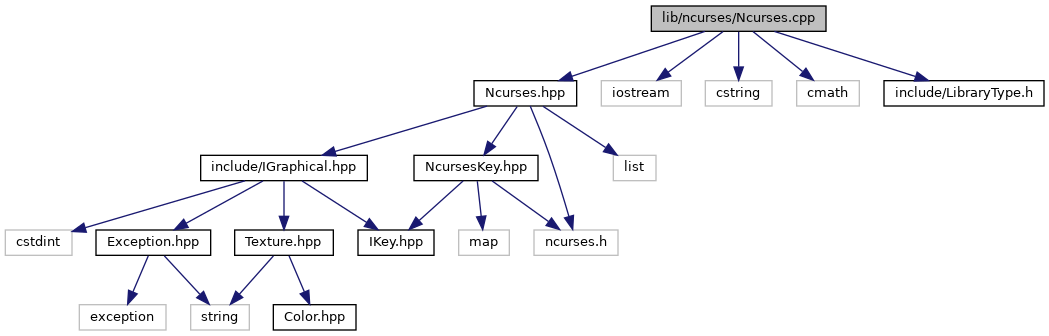 lib/ncurses/Ncurses.cpp
Ncurses.hpp
iostream
cstring
cmath
include/LibraryType.h
include/IGraphical.hpp
NcursesKey.hpp
list
cstdint
Exception.hpp
Texture.hpp
IKey.hpp
map
ncurses.h
exception
string
Color.hpp